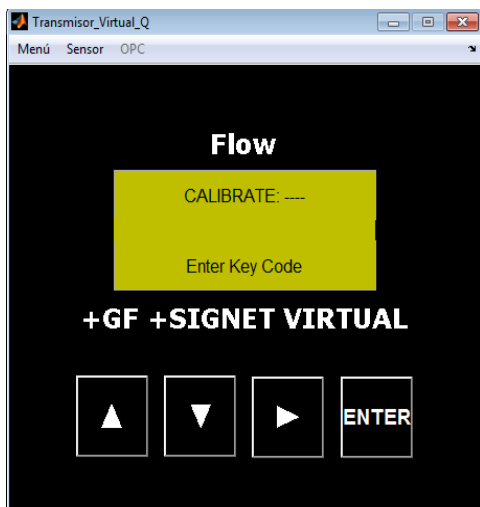 Transmisor_Virtual_Q
Menú Sensor OPC
Flow
CALIBRATE: ----
Enter Key Code
+GF +SIGNET VIRTUAL
ENTER